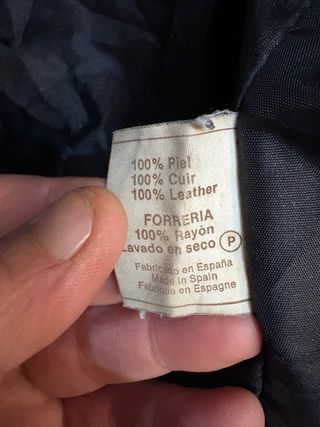 100% Piel
100% Cuir
100% Leather
FORRERIA
100% Rayón
Lavado en seco P
Fabricado en España
Made in Spain
Fabrique en Espagne